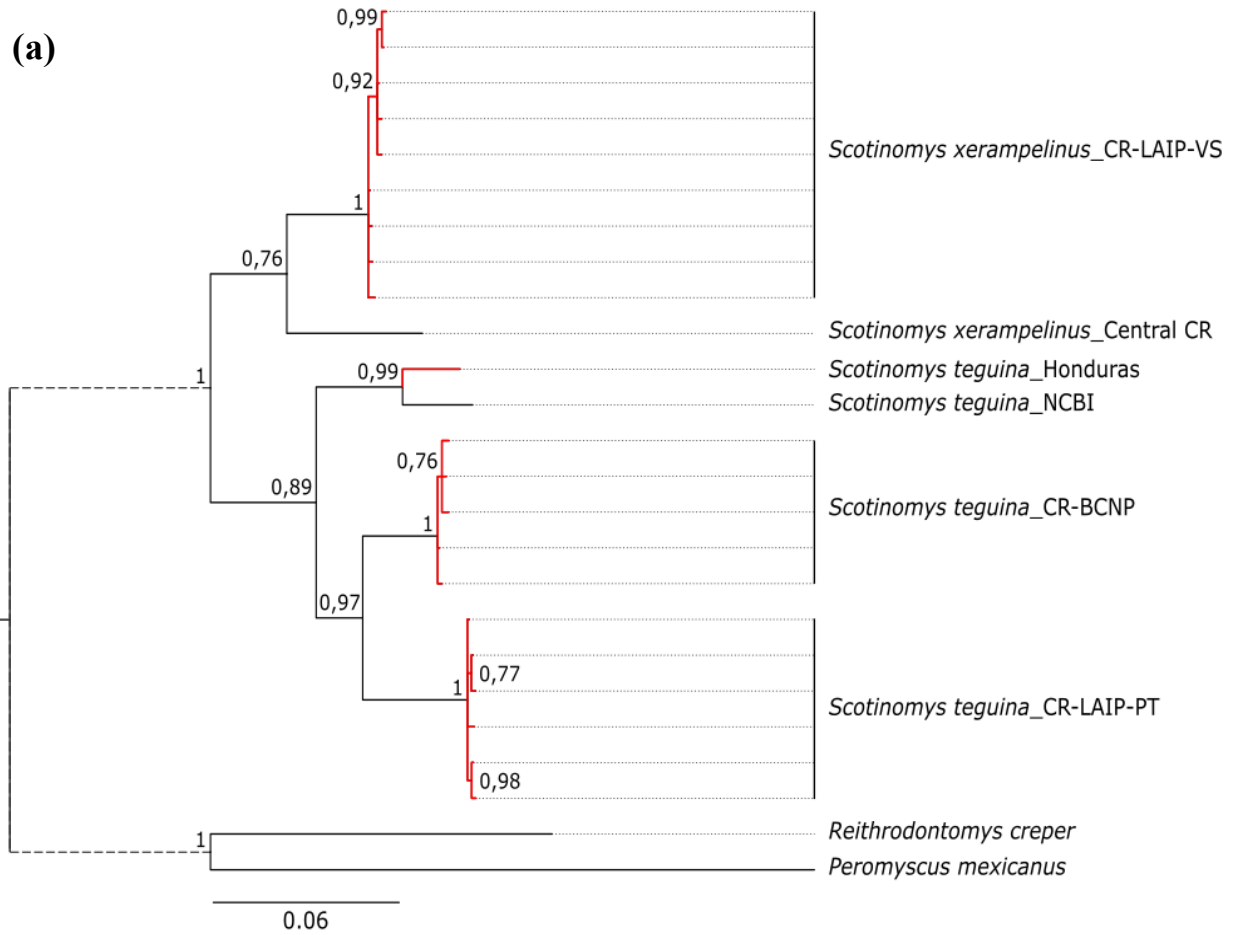 (a)
0,99
0,92
Scotinomys xerampelinus_CR-LAIP-VS
1
0,76
Scotinomys xerampelinus_Central CR
1
0,99
Scotinomys teguina_Honduras
Scotinomys teguina_NCBI
0,76
0,89
Scotinomys teguina_CR-BCNP
1
0,97
0,77
1
Scotinomys teguina_CR-LAIP-PT
0,98
1
Reithrodontomys creper
Peromyscus mexicanus
0.06